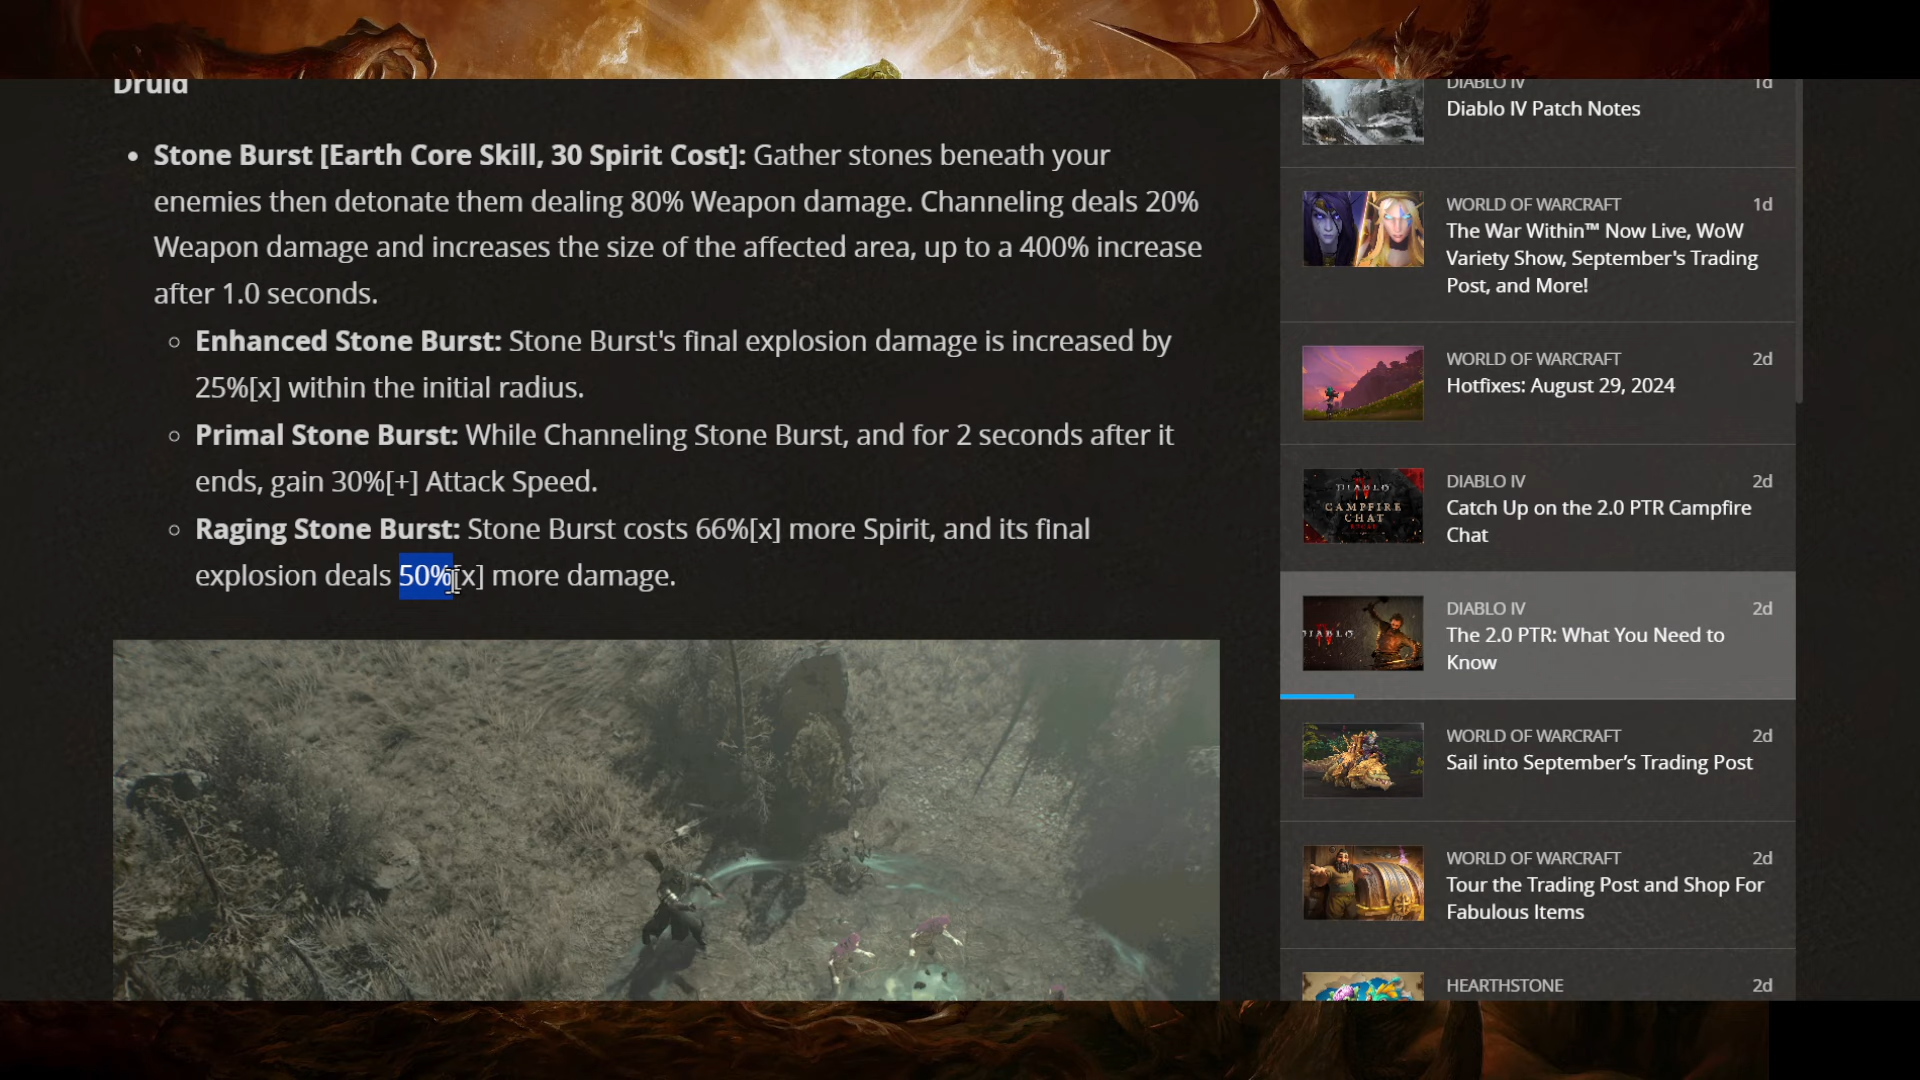 Druid
Stone Burst [Earth Core Skill, 30 Spirit Cost]: Gather stones beneath your
enemies then detonate them dealing 80% Weapon damage. Channeling deals 20%
Weapon damage and increases the size of the affected area, up to a 400% increase
after 1.0 seconds.
Enhanced Stone Burst: Stone Burst's final explosion damage is increased by
25%[x] within the initial radius.
Primal Stone Burst: While Channeling Stone Burst, and for 2 seconds after it
ends, gain 30%[+] Attack Speed.
Raging Stone Burst: Stone Burst costs 66%[x] more Spirit, and its final
explosion deals 50%[x] more damage.
DIABLO IV 1d
Diablo IV Patch Notes
WORLD OF WARCRAFT 1d
The War Within™ Now Live, WoW
Variety Show, September's Trading
Post, and More!
WORLD OF WARCRAFT 2d
Hotfixes: August 29, 2024
DIABLO IV
CAMPFIRE
CHAT
DIABLO IV 2d
Catch Up on the 2.0 PTR Campfire
Chat
DIABLO
DIABLO IV 2d
The 2.0 PTR: What You Need to
Know
WORLD OF WARCRAFT 2d
Sail into September’s Trading Post
WORLD OF WARCRAFT 2d
Tour the Trading Post and Shop For
Fabulous Items
HEARTHSTONE 2d